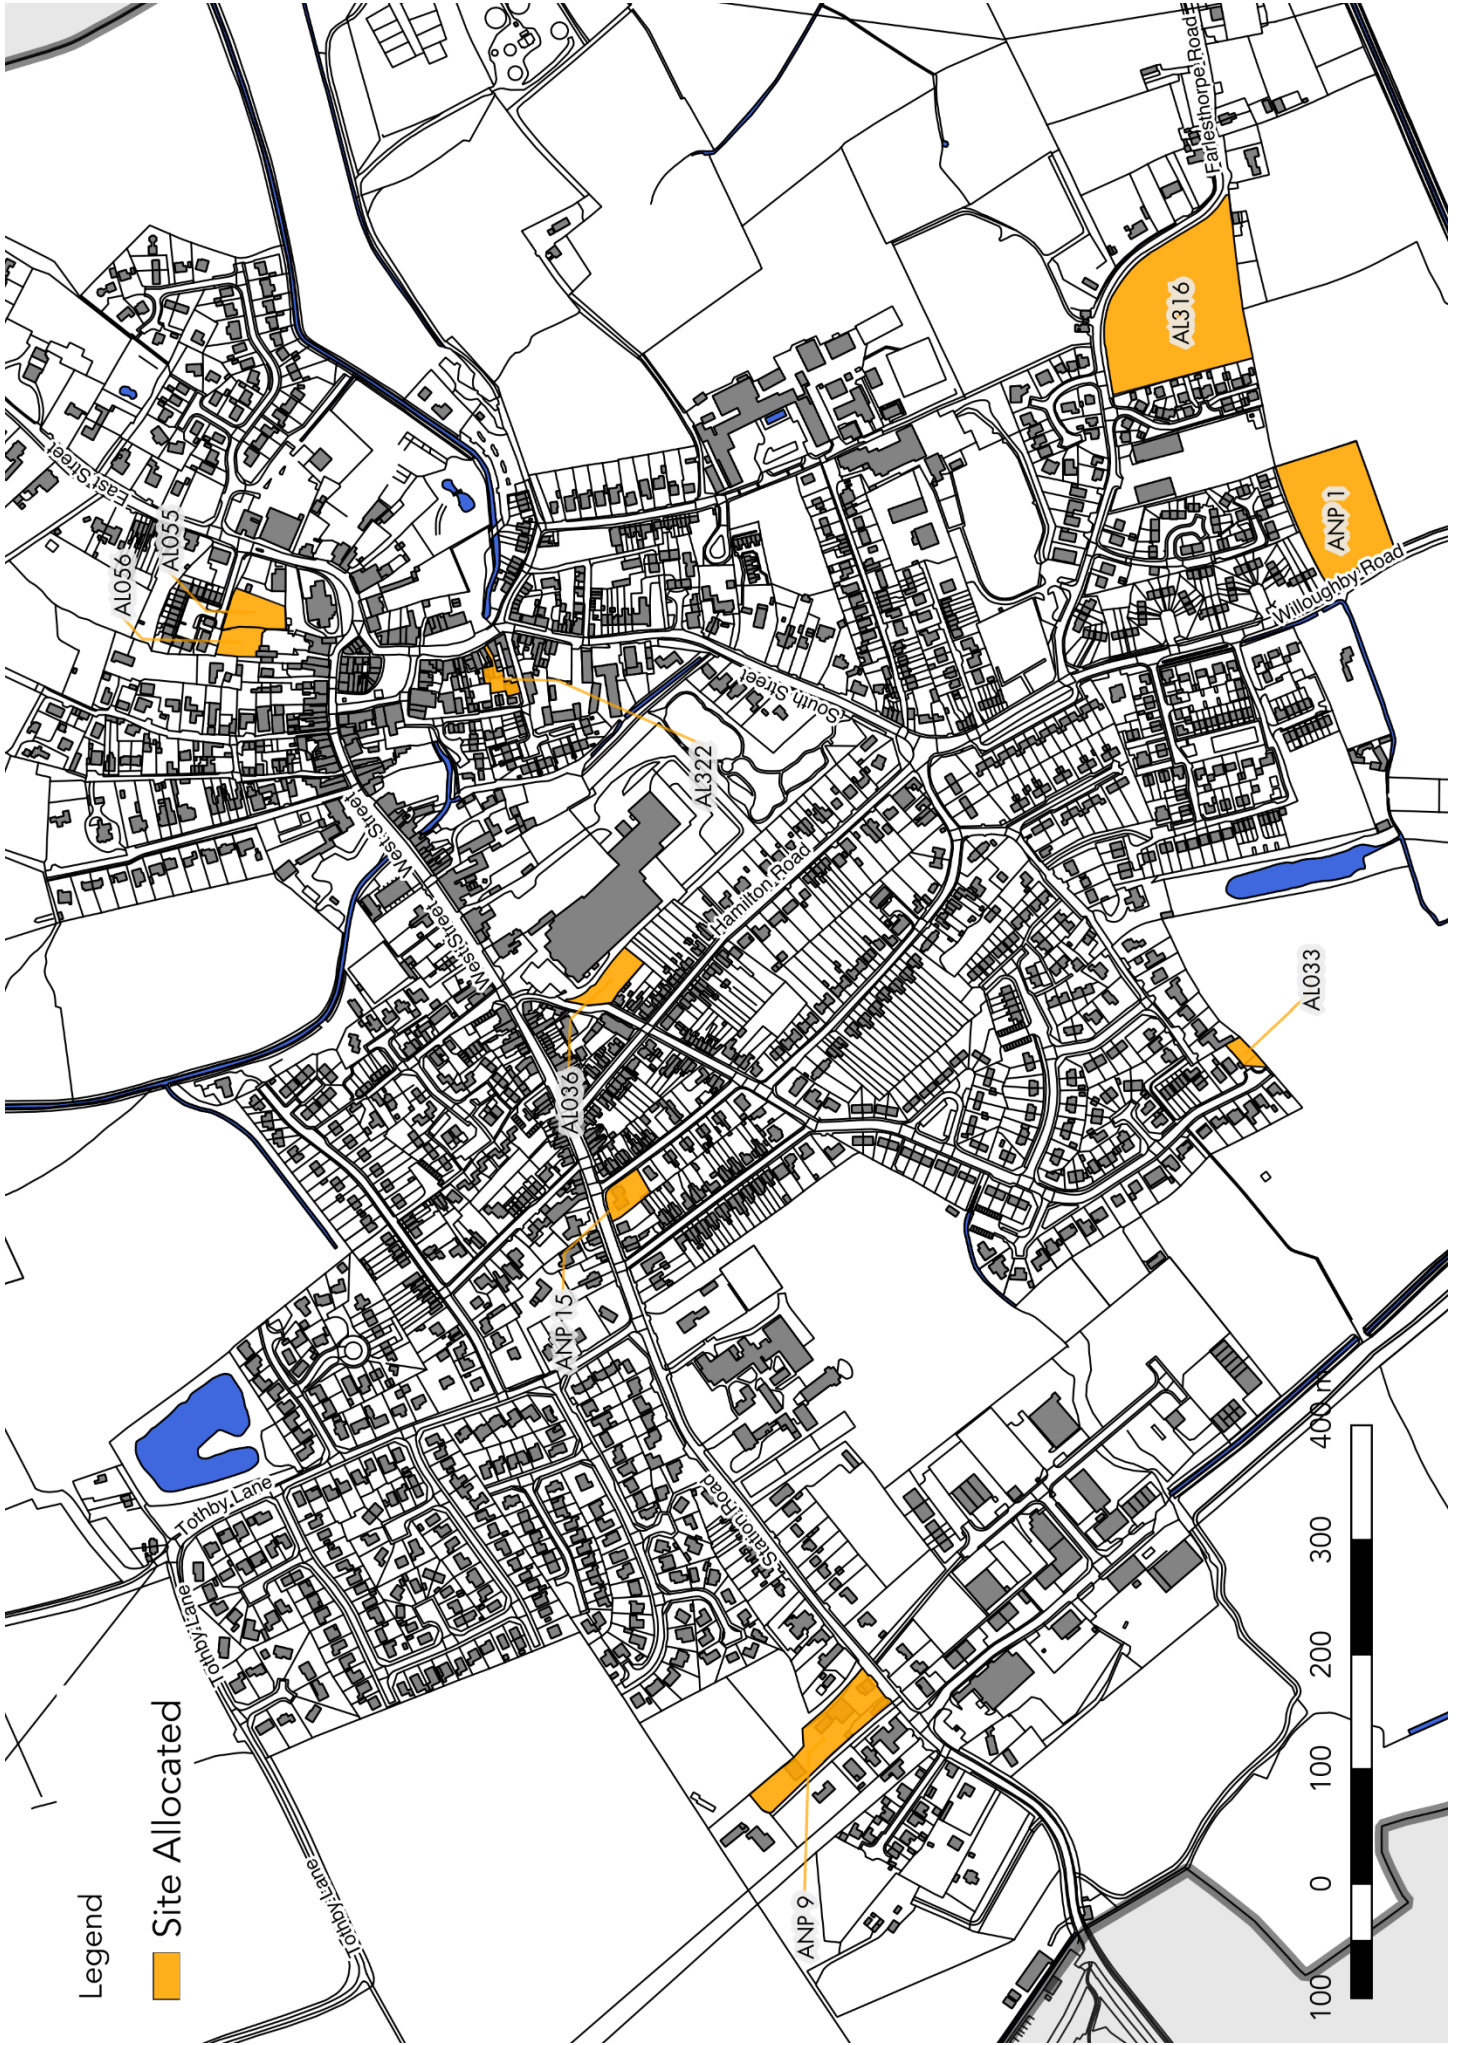 Legend
Site Allocated
Tothby Lane
Tothby Lane
Tothby Lane
Station Road
West Street
West Street
West Street
East Street
South Street
Hamilton Road
Willoughby Road
Farlesthorpe Road
AL056
AL055
AL322
AL036
AL033
AL316
ANP 1
ANP 15
ANP 9
100 0 100 200 300 400 m